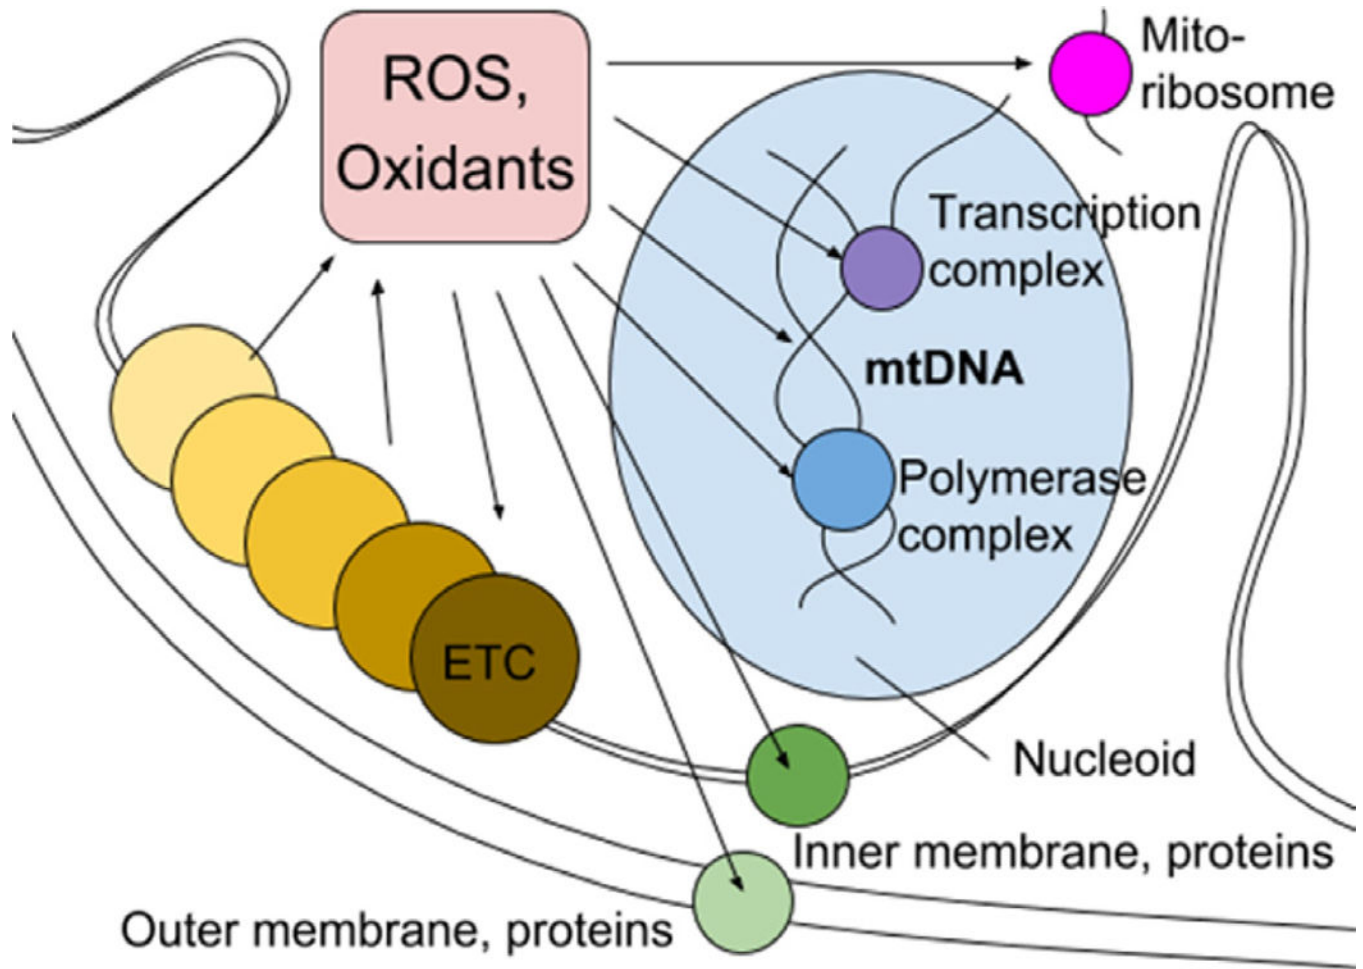 ROS,
Oxidants
Mito-
ribosome
Transcription
complex
mtDNA
Polymerase
complex
ETC
Nucleoid
Inner membrane, proteins
Outer membrane, proteins